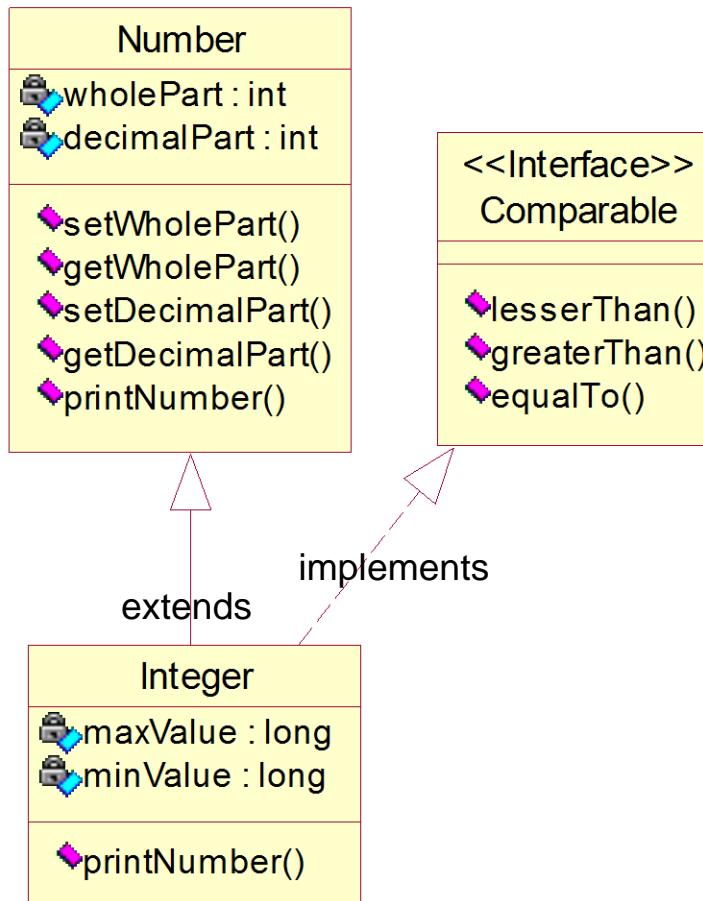 Number
wholePart : int
decimalPart : int
setWholePart()
getWholePart()
setDecimalPart()
getDecimalPart()
printNumber()
<<Interface>>
Comparable
lesserThan()
greaterThan()
equalTo()
extends
implements
Integer
maxValue : long
minValue : long
printNumber()